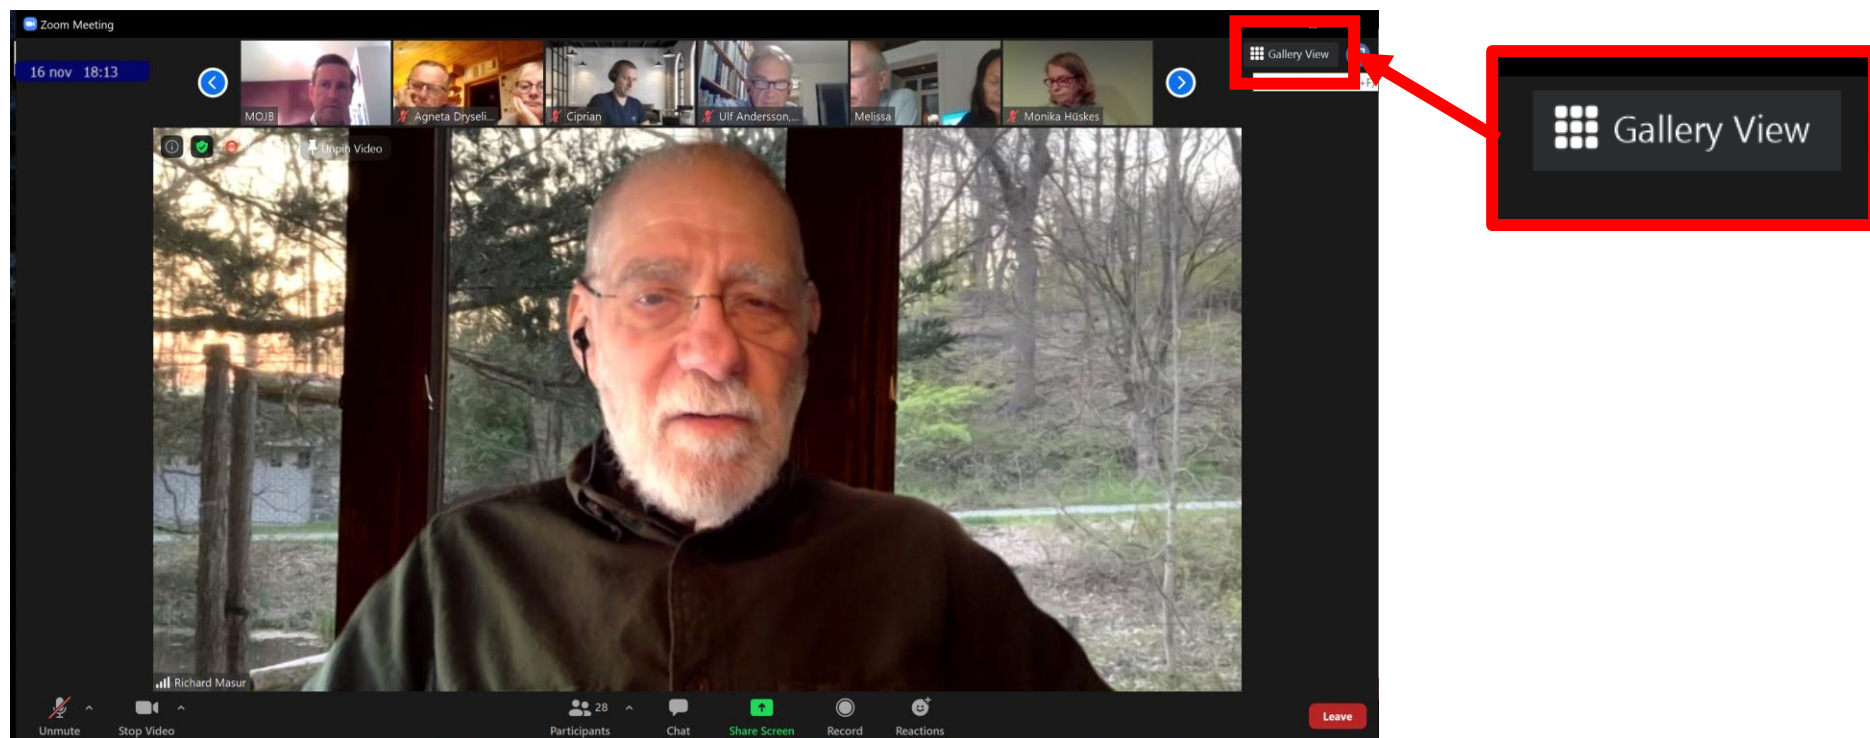 Zoom Meeting
16 nov 18:13
Gallery View
MOJB
Agneta Dryseli...
Ciprian
Ulf Andersson,...
Melissa
Monika Hüskes
Unpin Video
Gallery View
Richard Masur
28
Unmute
Stop Video
Participants
Chat
Share Screen
Record
Reactions
Leave